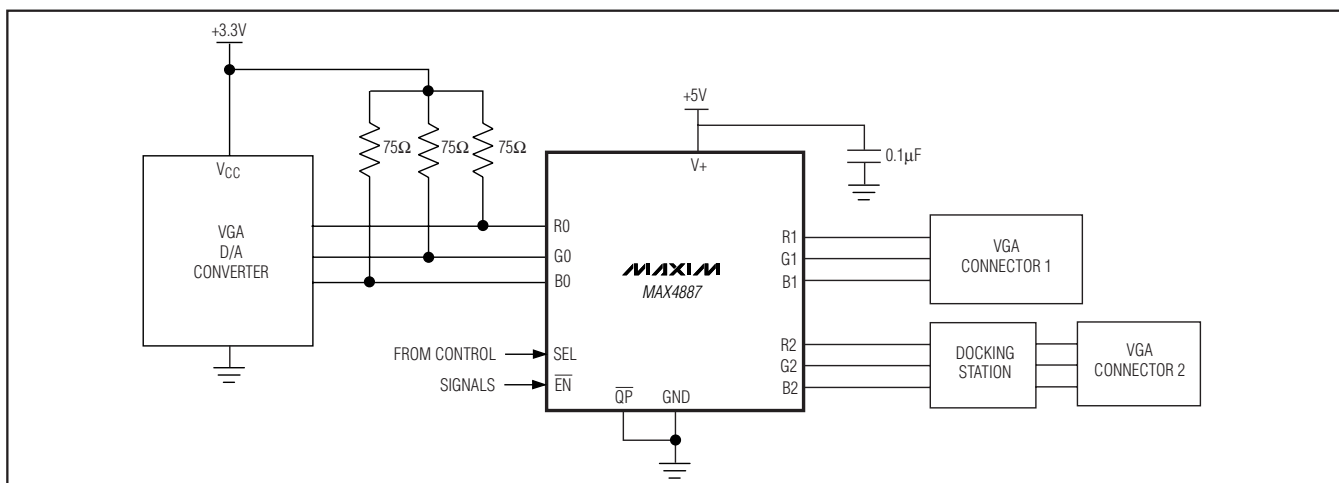 +3.3V
75Ω
75Ω
75Ω
VCC
VGA
D/A
CONVERTER
+5V
0.1µF
V+
R0
G0
B0
MAXIM
MAX4887
R1
G1
B1
VGA
CONNECTOR 1
FROM CONTROL
SIGNALS
SEL
EN
QP
GND
R2
G2
B2
DOCKING
STATION
VGA
CONNECTOR 2